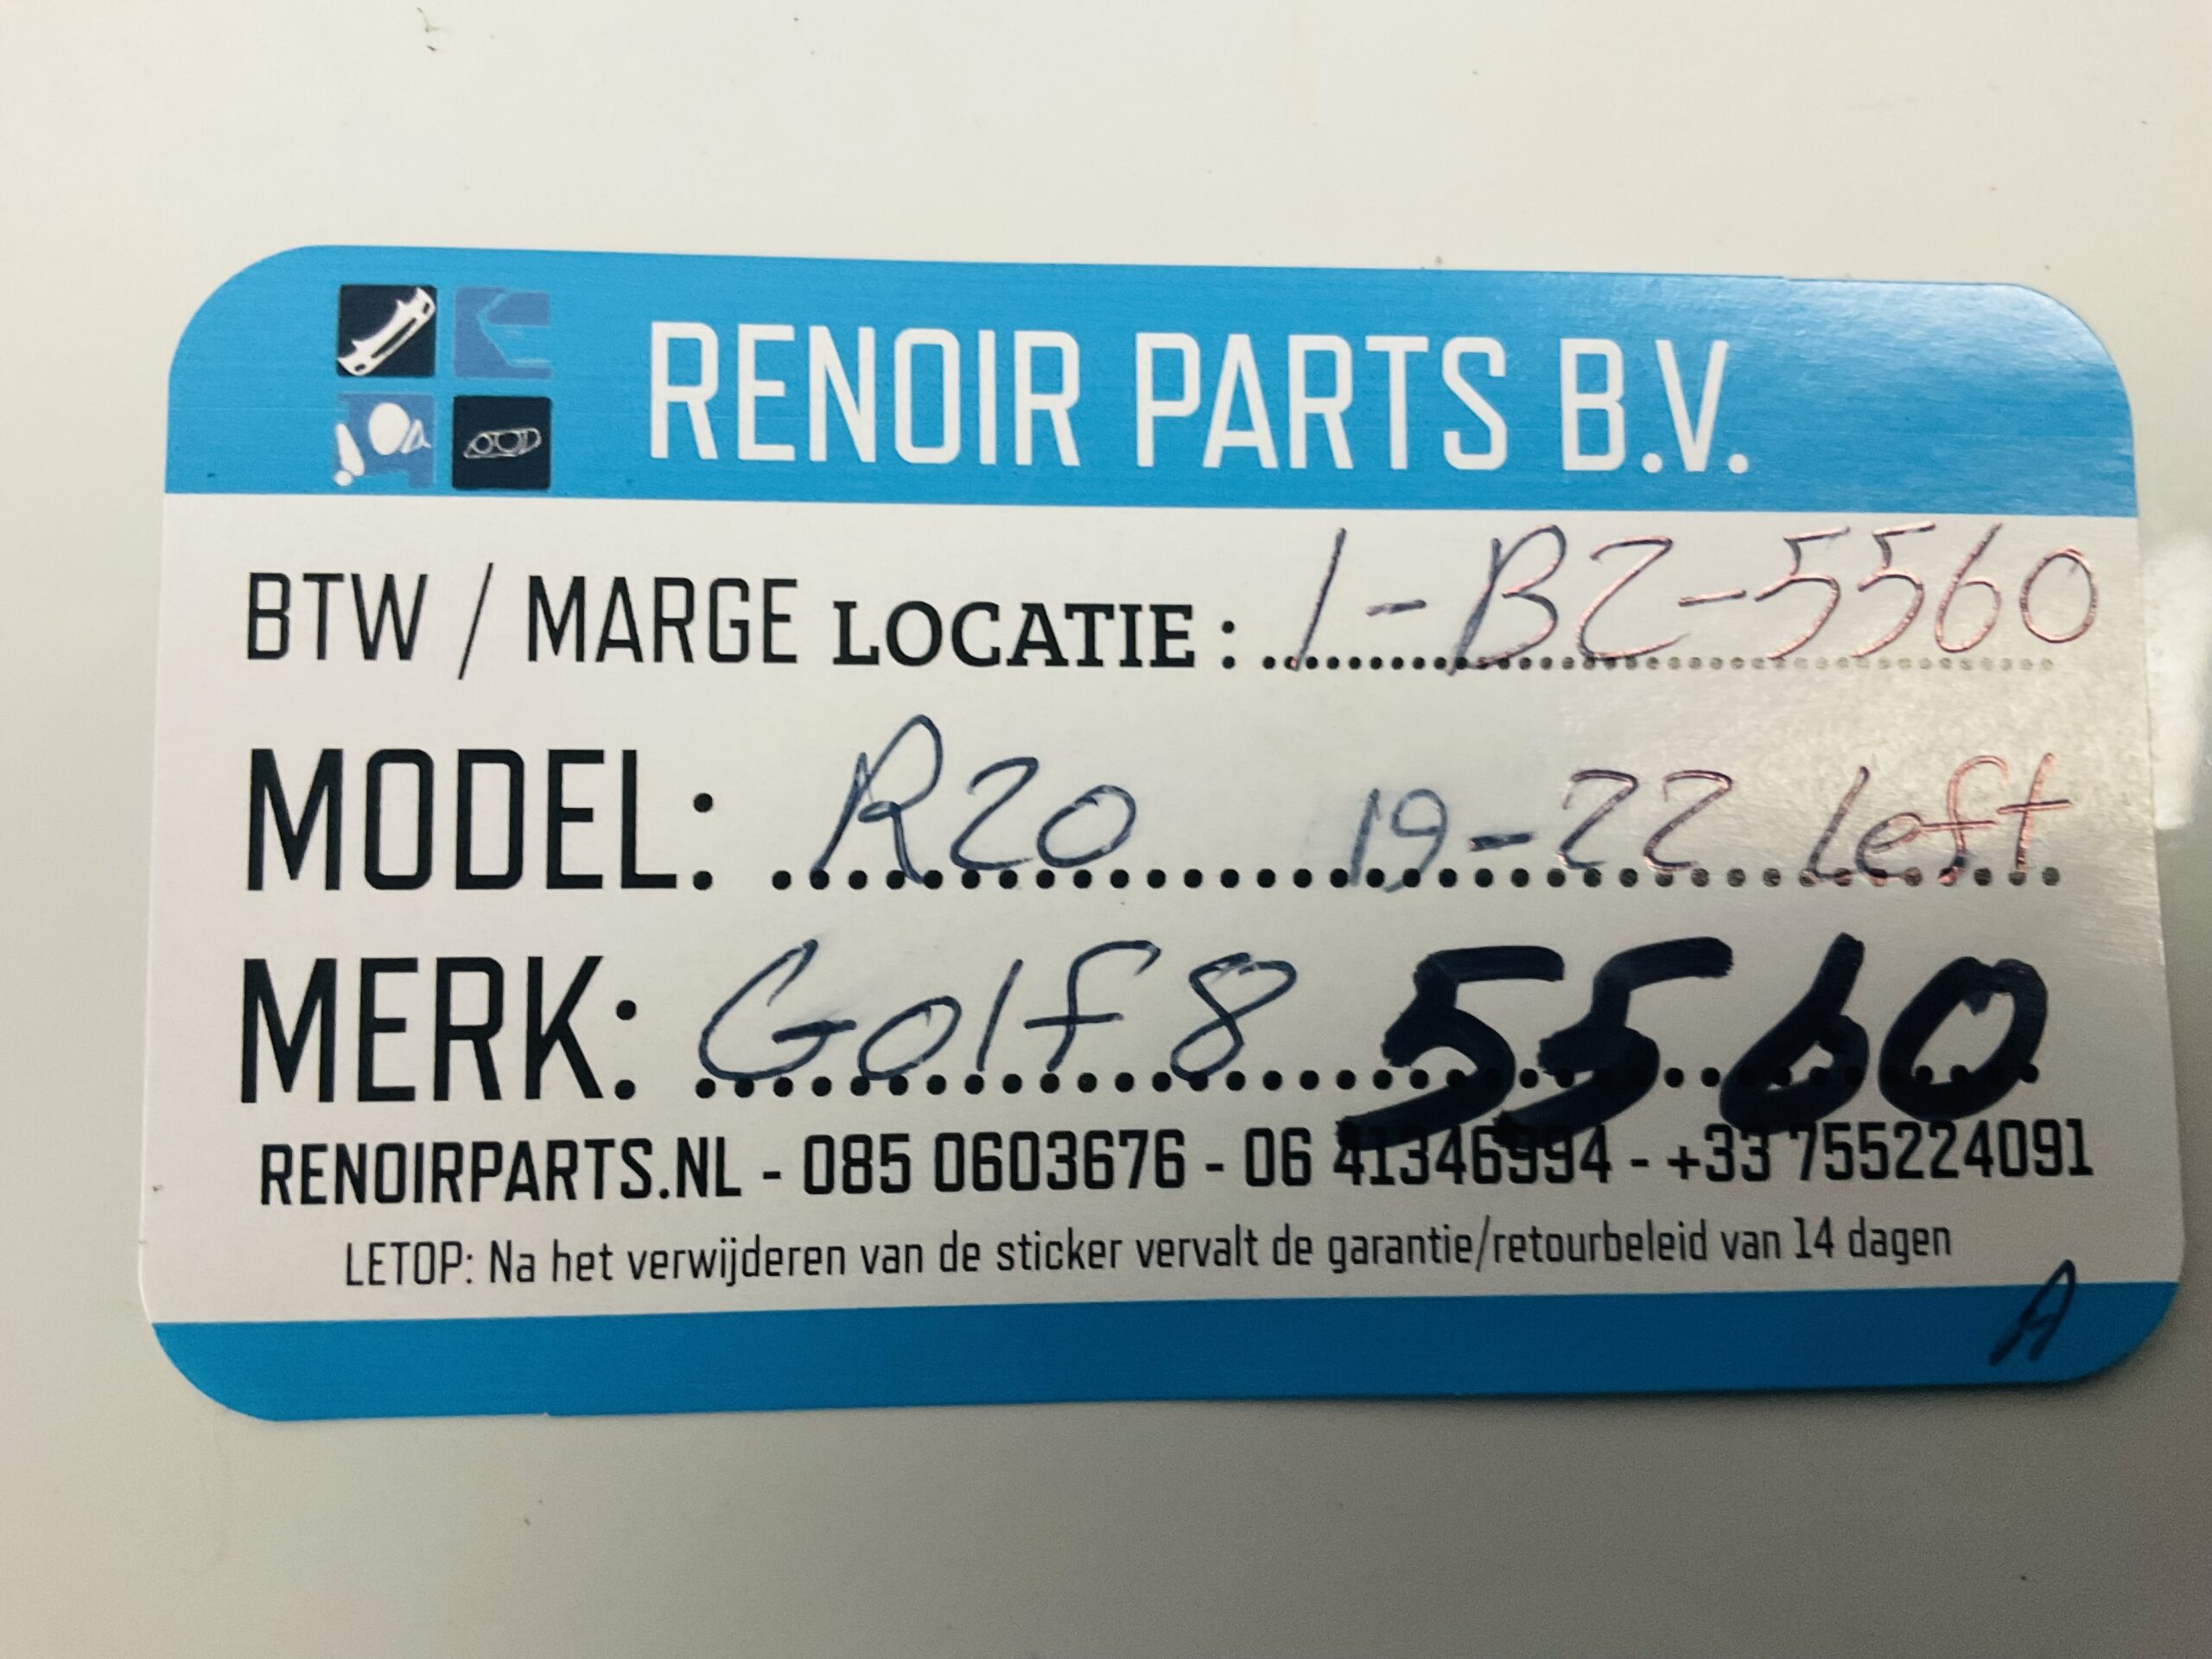 RENOIR PARTS B.V.
BTW / MARGE LOCATIE : 1-BZ-5560
MODEL: R20 19-22 Left
MERK: Golf 8 5560
RENOIRPARTS.NL - 085 0603676 - 06 41346994 - +33 755224091
LETOP: Na het verwijderen van de sticker vervalt de garantie/retourbeleid van 14 dagen
A